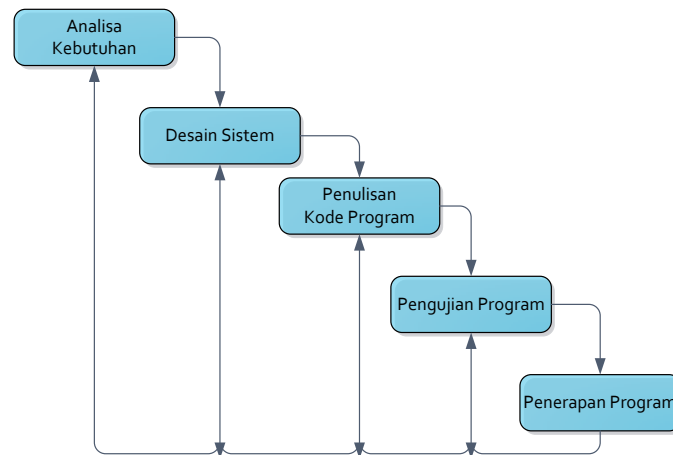 Analisa
Kebutuhan
Desain Sistem
Penulisan
Kode Program
Pengujian Program
Penerapan Program